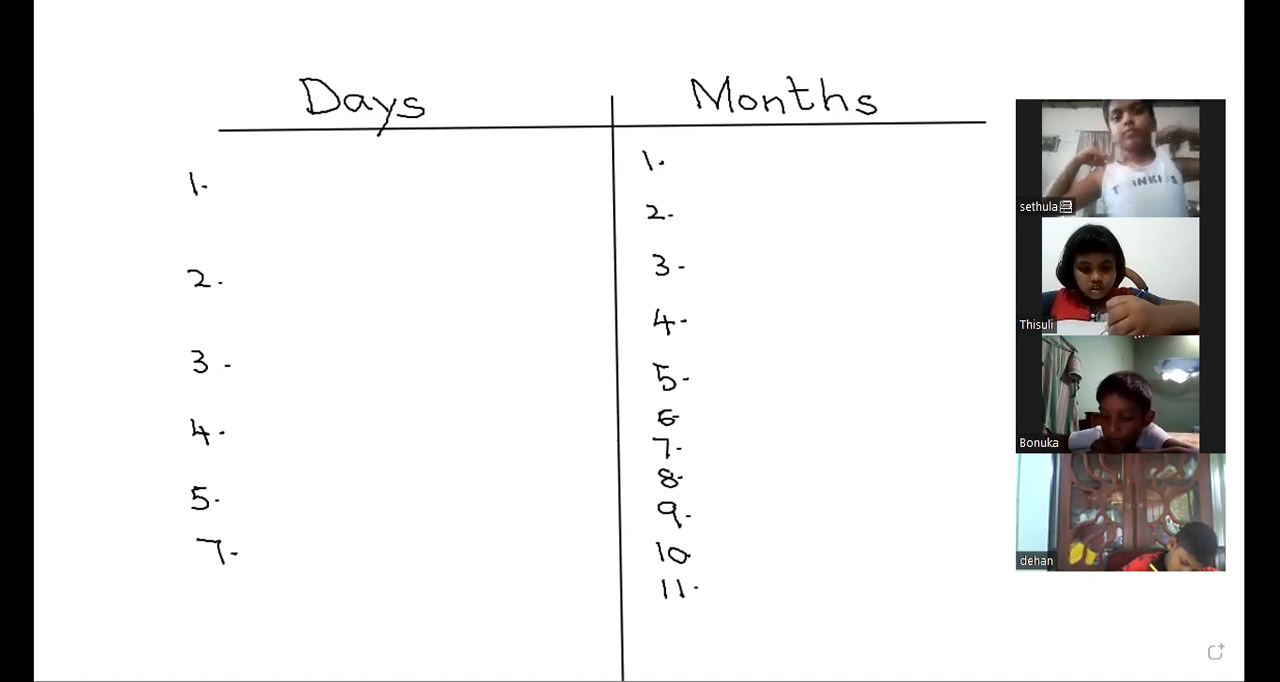 Days
Months
1.
2.
3.
4.
5.
7.
1.
2.
3.
4.
5.
6
7.
8.
9.
10
11.
sethula
Thisuli
Bonuka
dehan